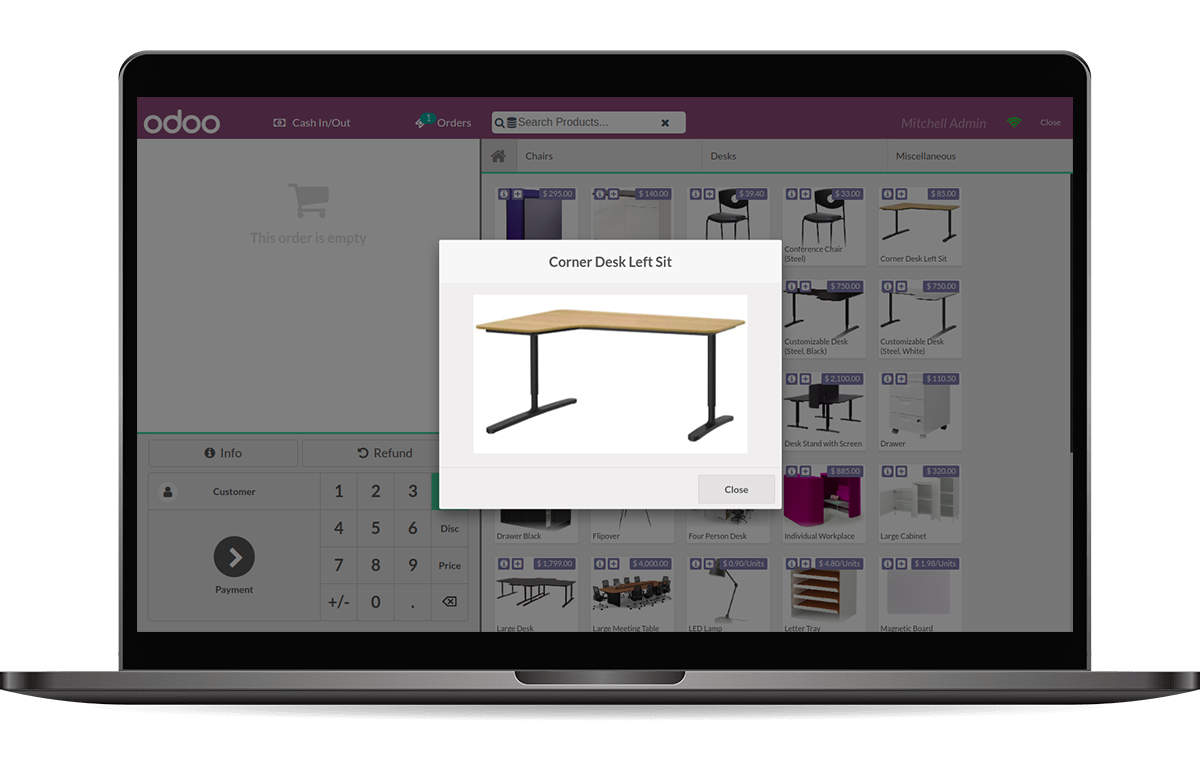 odoo
Cash In/Out
1
Orders
Search Products...
Mitchell Admin
Close
Chairs
Desks
Miscellaneous
This order is empty
$ 295.00
$ 140.00
$ 39.40
$ 33.00
$ 85.00
Conference Chair
(Steel)
Corner Desk Left Sit
Corner Desk Left Sit
Close
$ 750.00
$ 750.00
Customizable Desk
(Steel, Black)
Customizable Desk
(Steel, White)
$ 2,100.00
$ 110.50
Desk Stand with Screen
Drawer
$ 885.00
$ 320.00
Drawer Black
Flipover
Four Person Desk
Individual Workplace
Large Cabinet
$ 1,799.00
$ 4,000.00
$ 0.90/Units
$ 4.80/Units
$ 1.98/Units
Large Desk
Large Meeting Table
LED Lamp
Letter Tray
Magnetic Board
Info
Refund
Customer
1
2
3
4
5
6
Disc
7
8
9
Price
+/-
0
.
Payment